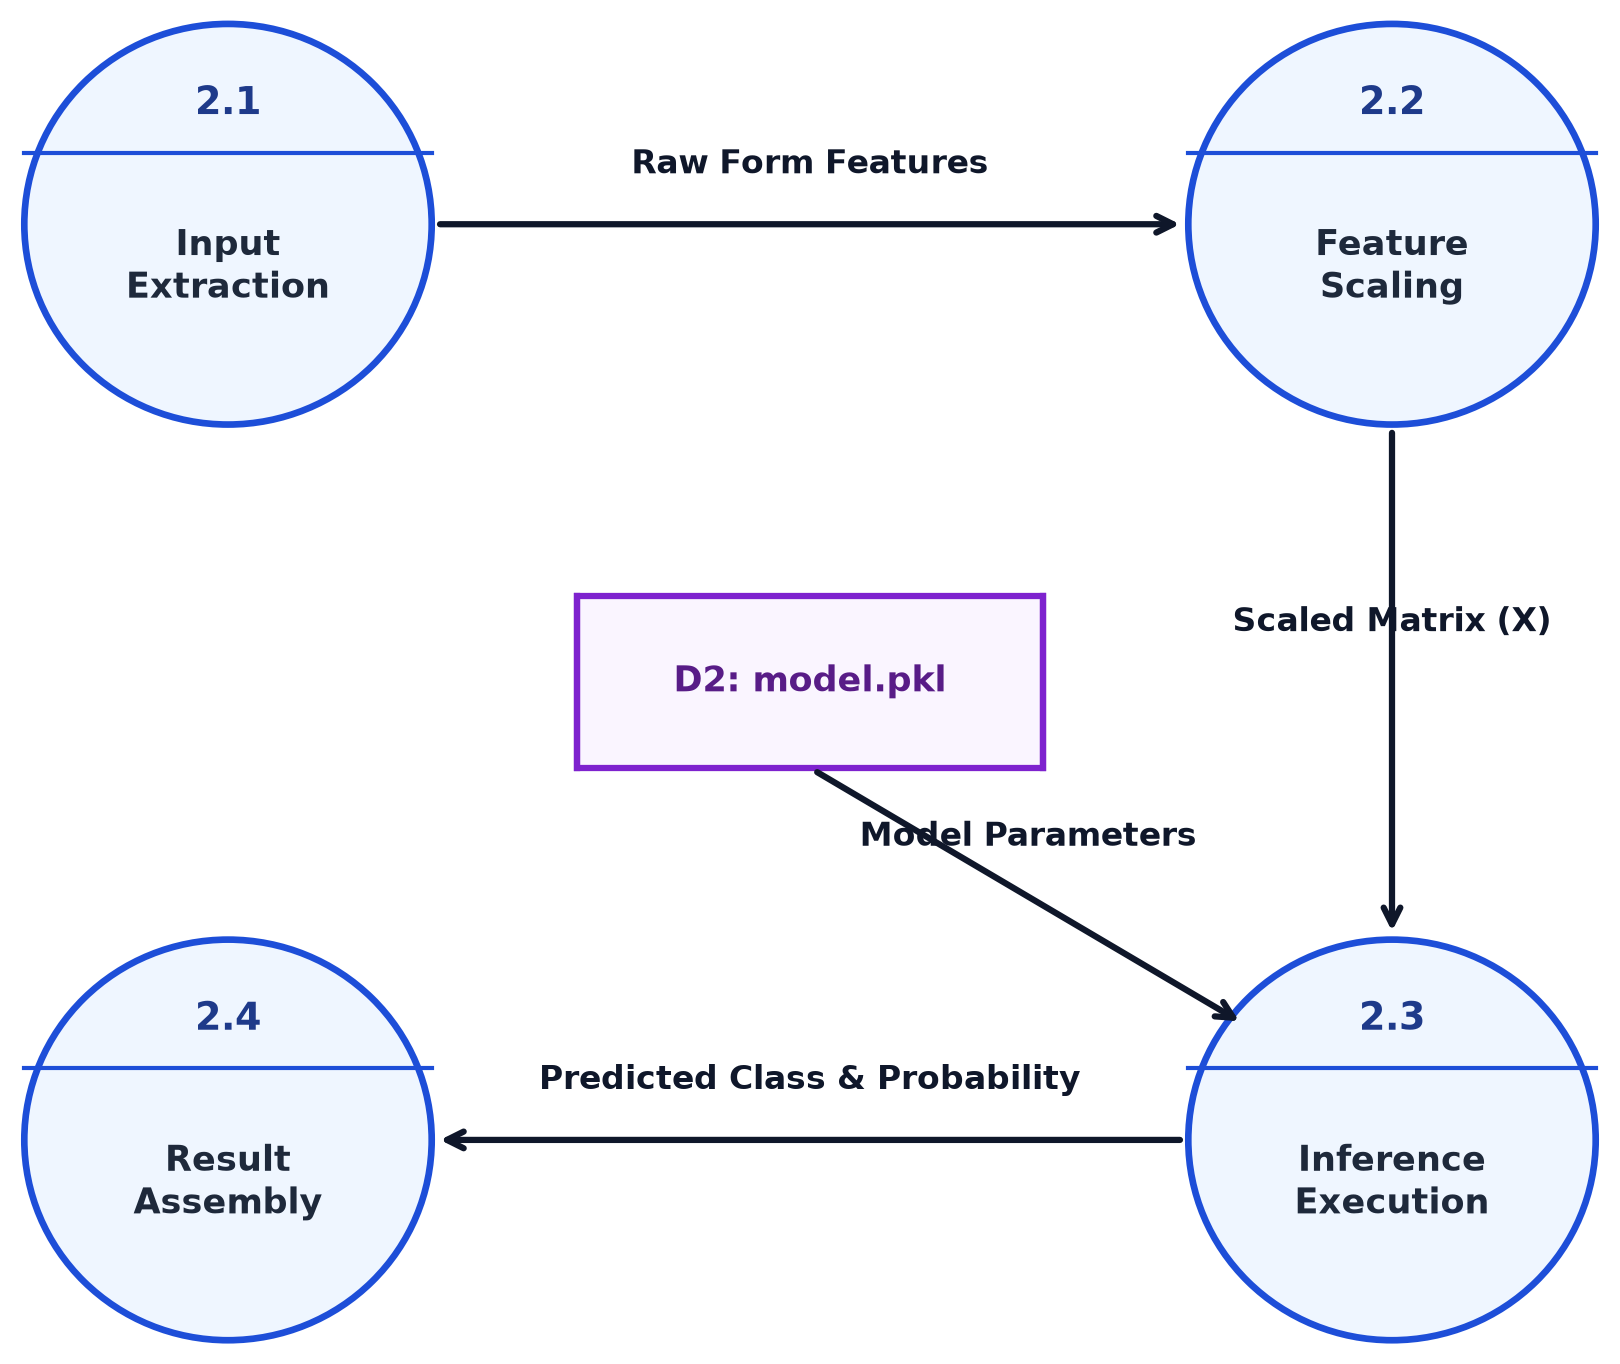 2.1
Input
Extraction
Raw Form Features
2.2
Feature
Scaling
Scaled Matrix (X)
D2: model.pkl
Model Parameters
2.3
Inference
Execution
Predicted Class & Probability
2.4
Result
Assembly